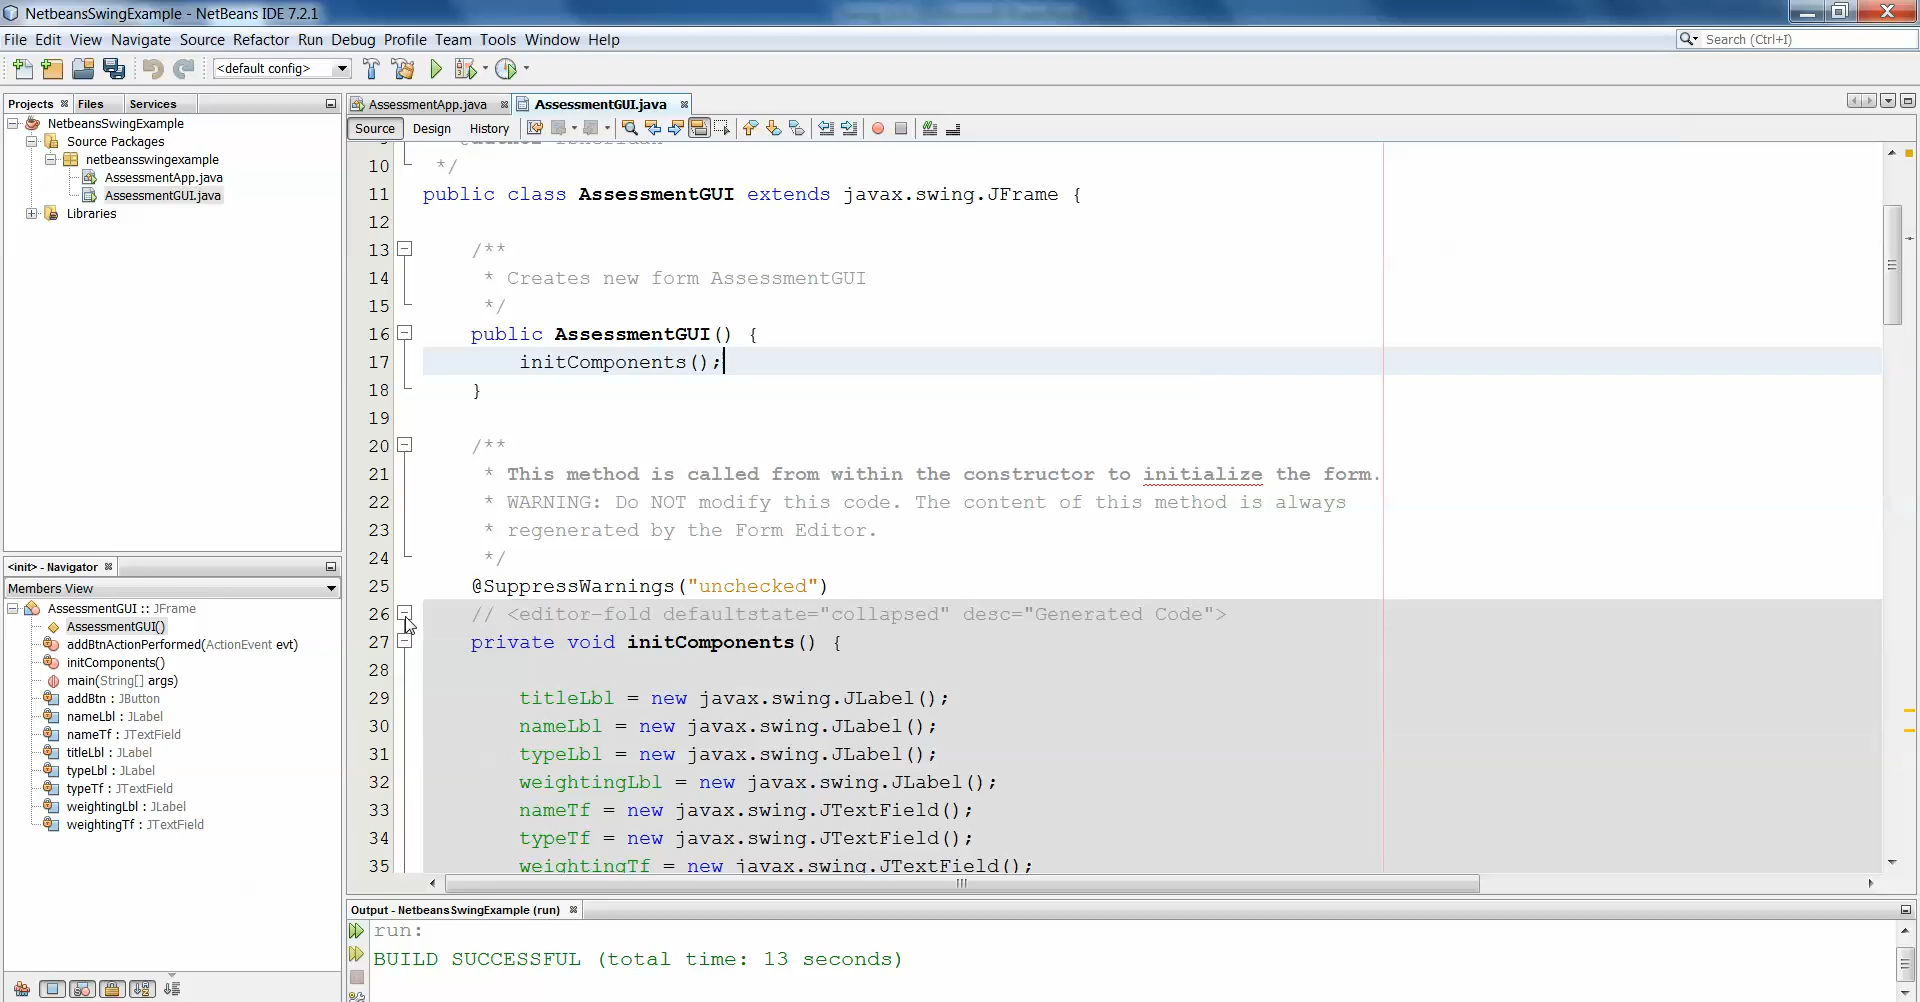 NetbeansSwingExample - NetBeans IDE 7.2.1
File Edit View Navigate Source Refactor Run Debug Profile Team Tools Window Help
Search (Ctrl+I)
<default config>
Projects Files Services
NetbeansSwingExample
Source Packages
netbeansswingexample
AssessmentApp.java
AssessmentGUI.java
Libraries
<init> - Navigator
Members View
AssessmentGUI :: JFrame
AssessmentGUI()
addBtnActionPerformed(ActionEvent evt)
initComponents()
main(String[] args)
addBtn : JButton
nameLbl : JLabel
nameTf : JTextField
titleLbl : JLabel
typeLbl : JLabel
typeTf : JTextField
weightingLbl : JLabel
weightingTf : JTextField
AssessmentApp.java AssessmentGUI.java
Source Design History
10 */
11 public class AssessmentGUI extends javax.swing.JFrame {
12
13 /**
14 * Creates new form AssessmentGUI
15 */
16 public AssessmentGUI() {
17 initComponents();
18 }
19
20 /**
21 * This method is called from within the constructor to initialize the form.
22 * WARNING: Do NOT modify this code. The content of this method is always
23 * regenerated by the Form Editor.
24 */
25 @SuppressWarnings("unchecked")
26 // <editor-fold defaultstate="collapsed" desc="Generated Code">
27 private void initComponents() {
28
29 titleLbl = new javax.swing.JLabel();
30 nameLbl = new javax.swing.JLabel();
31 typeLbl = new javax.swing.JLabel();
32 weightingLbl = new javax.swing.JLabel();
33 nameTf = new javax.swing.JTextField();
34 typeTf = new javax.swing.JTextField();
35 weightingTf = new javax.swing.JTextField();
Output - NetbeansSwingExample (run)
run:
BUILD SUCCESSFUL (total time: 13 seconds)